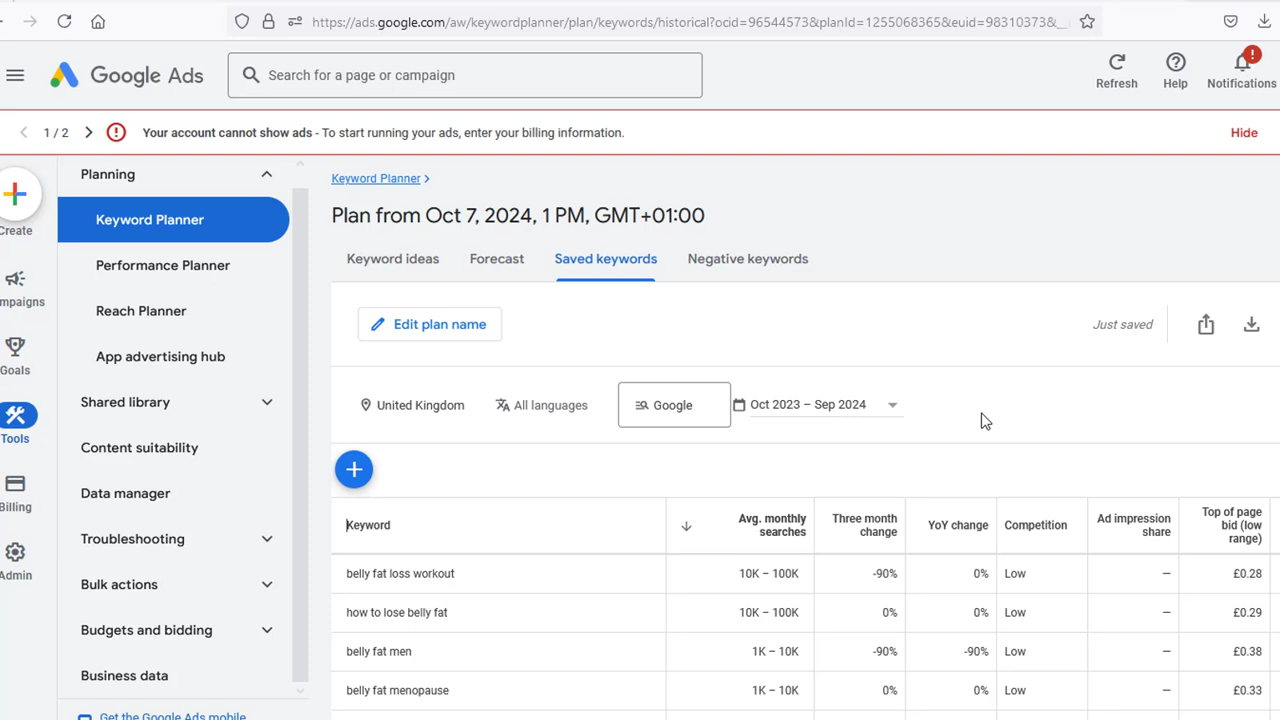 https://ads.google.com/aw/keywordplanner/plan/keywords/historical?ocid=96544573&planId=1255068365&euid=98310373&__
Google Ads
Search for a page or campaign
Refresh
Help
Notifications
1 / 2
Your account cannot show ads - To start running your ads, enter your billing information.
Hide
Create
mpaigns
Goals
Tools
Billing
Admin
Planning
Keyword Planner
Performance Planner
Reach Planner
App advertising hub
Shared library
Content suitability
Data manager
Troubleshooting
Bulk actions
Budgets and bidding
Business data
Get the Google Ads mobile
Keyword Planner
Plan from Oct 7, 2024, 1 PM, GMT+01:00
Keyword ideas Forecast Saved keywords Negative keywords
Edit plan name
Just saved
United Kingdom All languages Google Oct 2023 – Sep 2024
Keyword
Avg. monthly
searches
Three month
change
YoY change
Competition
Ad impression
share
Top of page
bid (low
range)
belly fat loss workout 10K – 100K -90% 0% Low — £0.28
how to lose belly fat 10K – 100K 0% 0% Low — £0.29
belly fat men 1K – 10K -90% -90% Low — £0.38
belly fat menopause 1K – 10K 0% 0% Low — £0.33